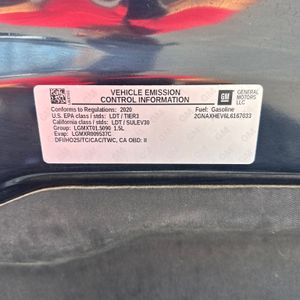 VEHICLE EMISSION
CONTROL INFORMATION
GM
GENERAL
MOTORS LLC
Conforms to Regulations: 2020
Fuel: Gasoline
U.S. EPA class / stds: LDT / TIER3
2GNAXHEV6L6167033
California class / stds: LDT / SULEV30
Group: LGMXT01.5090 1.5L
Evap: LGMXR0095
DFI/HO2S/TC/CAC/TWC, CA OBD: II